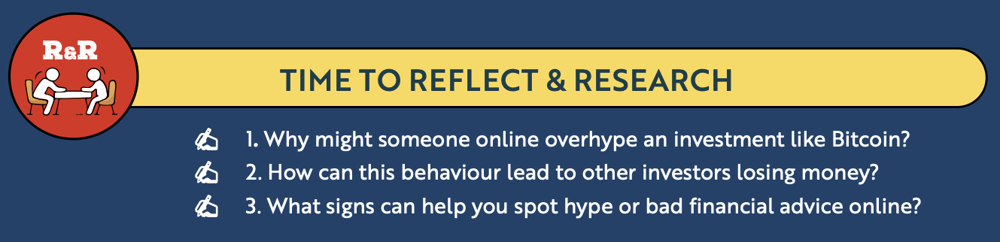 R&R
TIME TO REFLECT & RESEARCH
1. Why might someone online overhype an investment like Bitcoin?
2. How can this behaviour lead to other investors losing money?
3. What signs can help you spot hype or bad financial advice online?